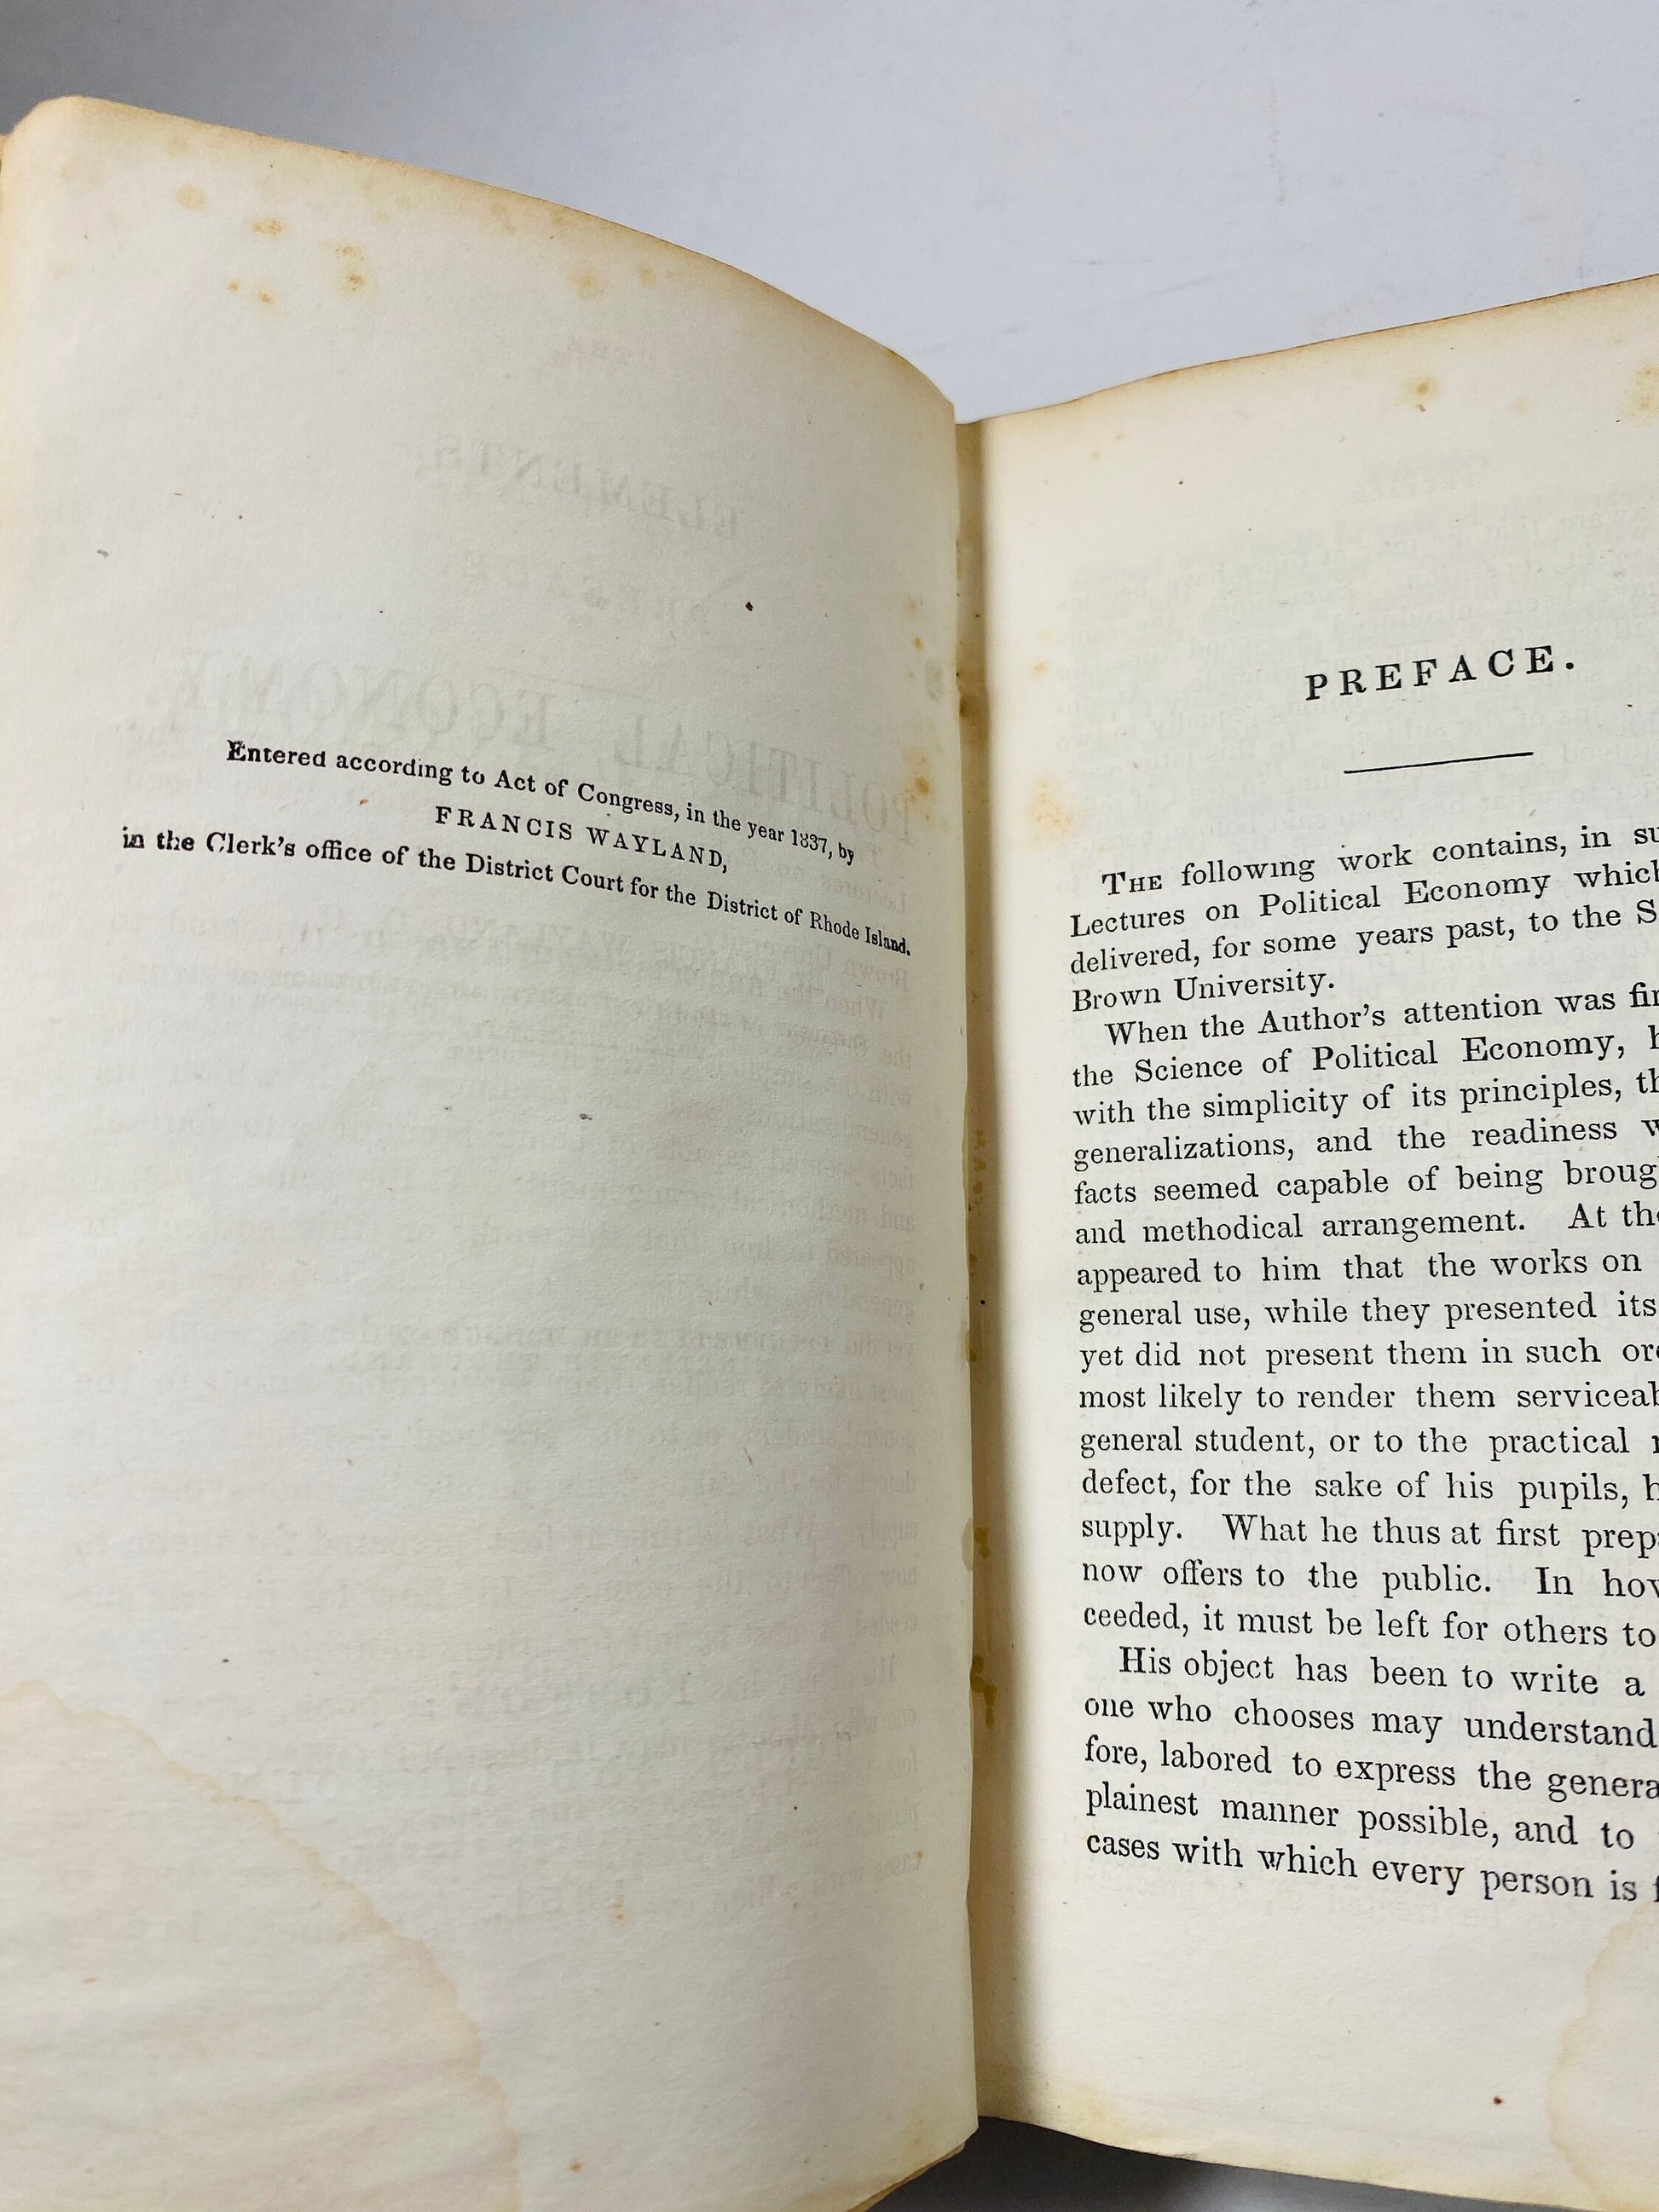 Entered according to Act of Congress, in the year 1837, by
FRANCIS WAYLAND,
in the Clerk's office of the District Court for the District of Rhode Island.
PREFACE.
THE following work contains, in su
Lectures on Political Economy which
delivered, for some years past, to the S
Brown University.
When the Author's attention was fir
the Science of Political Economy, h
with the simplicity of its principles, th
generalizations, and the readiness w
facts seemed capable of being broug
and methodical arrangement. At the
appeared to him that the works on
general use, while they presented its
yet did not present them in such ord
most likely to render them serviceab
general student, or to the practical
defect, for the sake of his pupils, h
supply. What he thus at first prepa
now offers to the public. In how
ceeded, it must be left for others to
His object has been to write a
one who chooses may understand
fore, labored to express the genera
plainest manner possible, and to
cases with which every person is f
ELEMENTS
POLITICAL ECONOMY